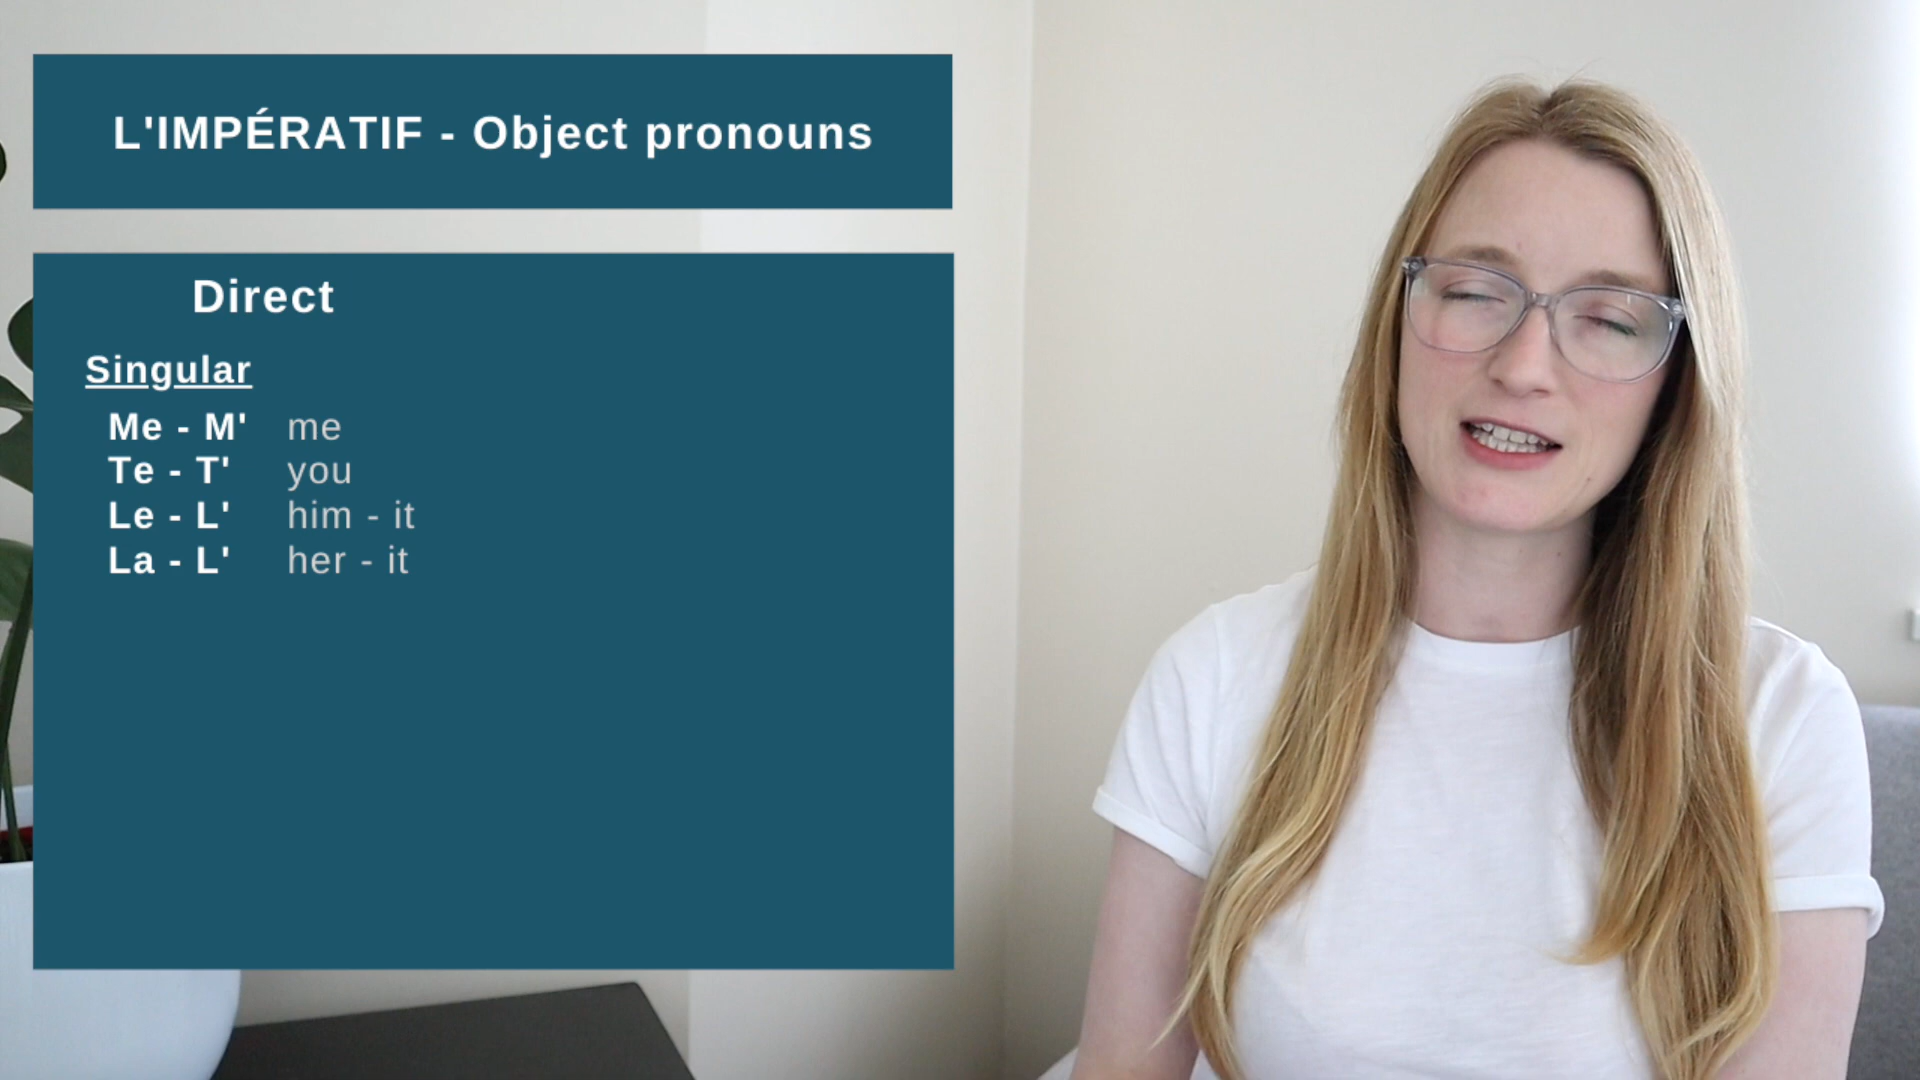 L'IMPÉRATIF - Object pronouns
Direct
Singular
Me - M' me
Te - T' you
Le - L' him - it
La - L' her - it